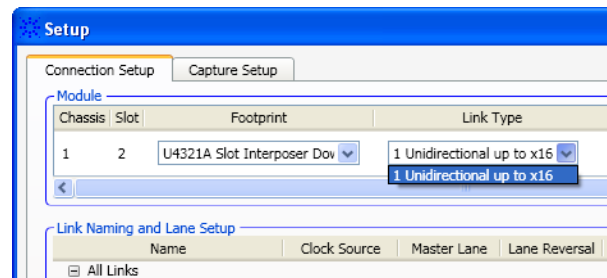 Setup
Connection Setup Capture Setup
Module
Chassis Slot Footprint Link Type
1 2 U4321A Slot Interposer Dov 1 Unidirectional up to x16
1 Unidirectional up to x16
Link Naming and Lane Setup
Name Clock Source Master Lane Lane Reversal
All Links